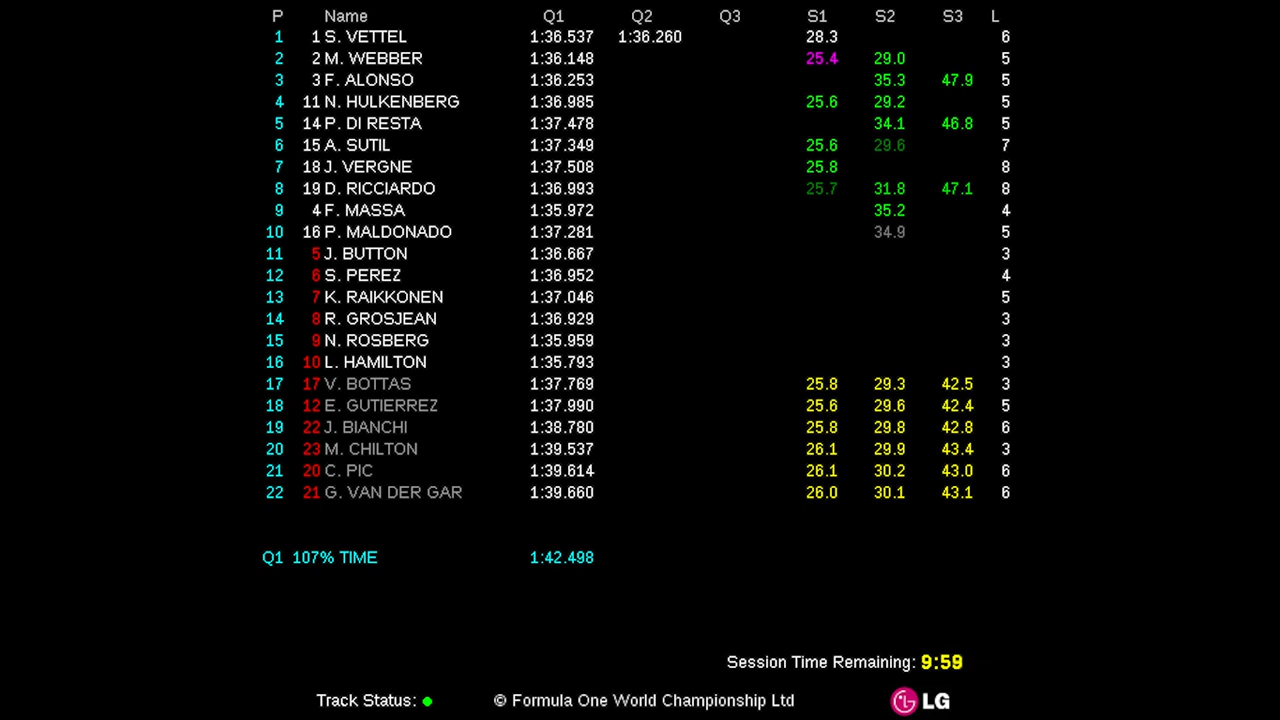 P Name Q1 Q2 Q3 S1 S2 S3 L
1 1 S. VETTEL 1:36.537 1:36.260 28.3 6
2 2 M. WEBBER 1:36.148 25.4 29.0 5
3 3 F. ALONSO 1:36.253 35.3 47.9 5
4 11 N. HULKENBERG 1:36.985 25.6 29.2 5
5 14 P. DI RESTA 1:37.478 34.1 46.8 5
6 15 A. SUTIL 1:37.349 25.6 29.6 7
7 18 J. VERGNE 1:37.508 25.8 8
8 19 D. RICCIARDO 1:36.993 25.7 31.8 47.1 8
9 4 F. MASSA 1:35.972 35.2 4
10 16 P. MALDONADO 1:37.281 34.9 5
11 5 J. BUTTON 1:36.667 3
12 6 S. PEREZ 1:36.952 4
13 7 K. RAIKKONEN 1:37.046 5
14 8 R. GROSJEAN 1:36.929 3
15 9 N. ROSBERG 1:35.959 3
16 10 L. HAMILTON 1:35.793 3
17 17 V. BOTTAS 1:37.769 25.8 29.3 42.5 3
18 12 E. GUTIERREZ 1:37.990 25.6 29.6 42.4 5
19 22 J. BIANCHI 1:38.780 25.8 29.8 42.8 6
20 23 M. CHILTON 1:39.537 26.1 29.9 43.4 3
21 20 C. PIC 1:39.614 26.1 30.2 43.0 6
22 21 G. VAN DER GAR 1:39.660 26.0 30.1 43.1 6
Q1 107% TIME 1:42.498
Session Time Remaining: 9:59
Track Status: © Formula One World Championship Ltd LG